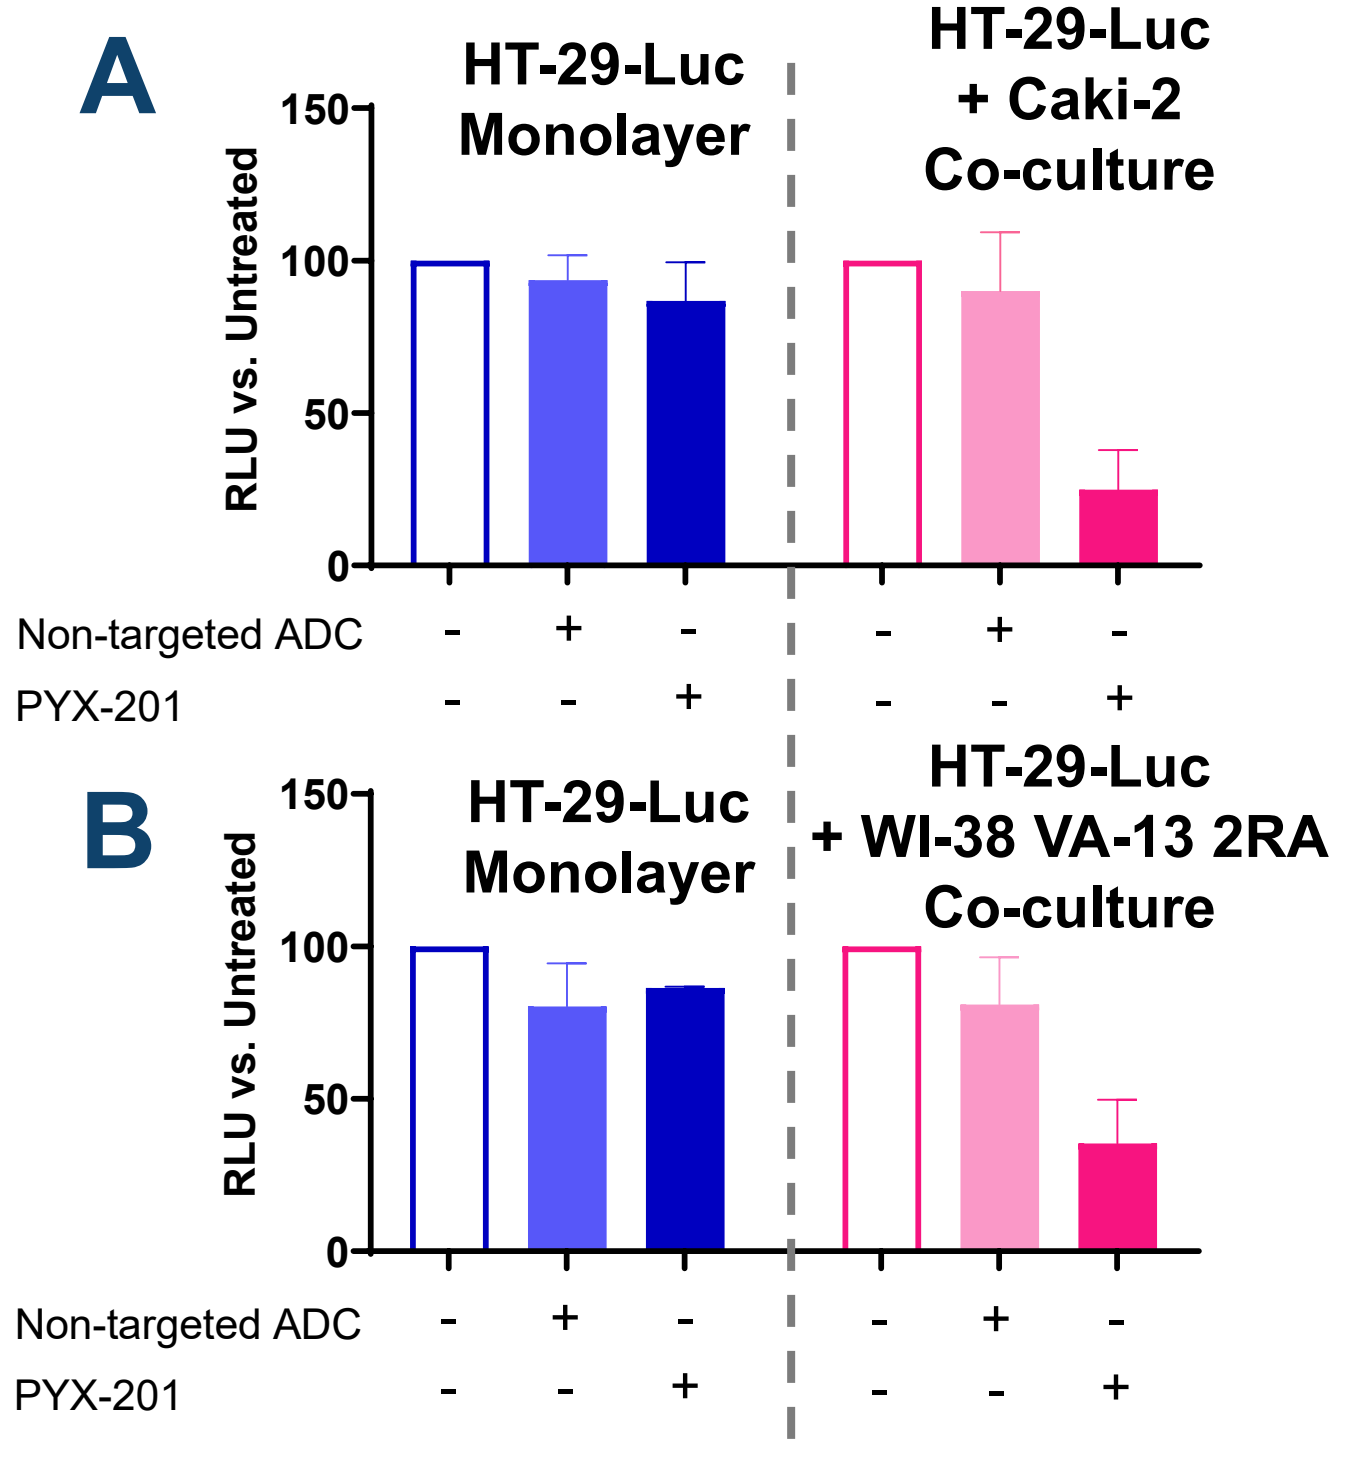 A
HT-29-Luc
Monolayer
HT-29-Luc
+ Caki-2
Co-culture
RLU vs. Untreated
150
100
50
0
Non-targeted ADC - + - - + -
PYX-201 - - + - - +
B
HT-29-Luc
Monolayer
HT-29-Luc
+ WI-38 VA-13 2RA
Co-culture
RLU vs. Untreated
150
100
50
0
Non-targeted ADC - + - - + -
PYX-201 - - + - - +